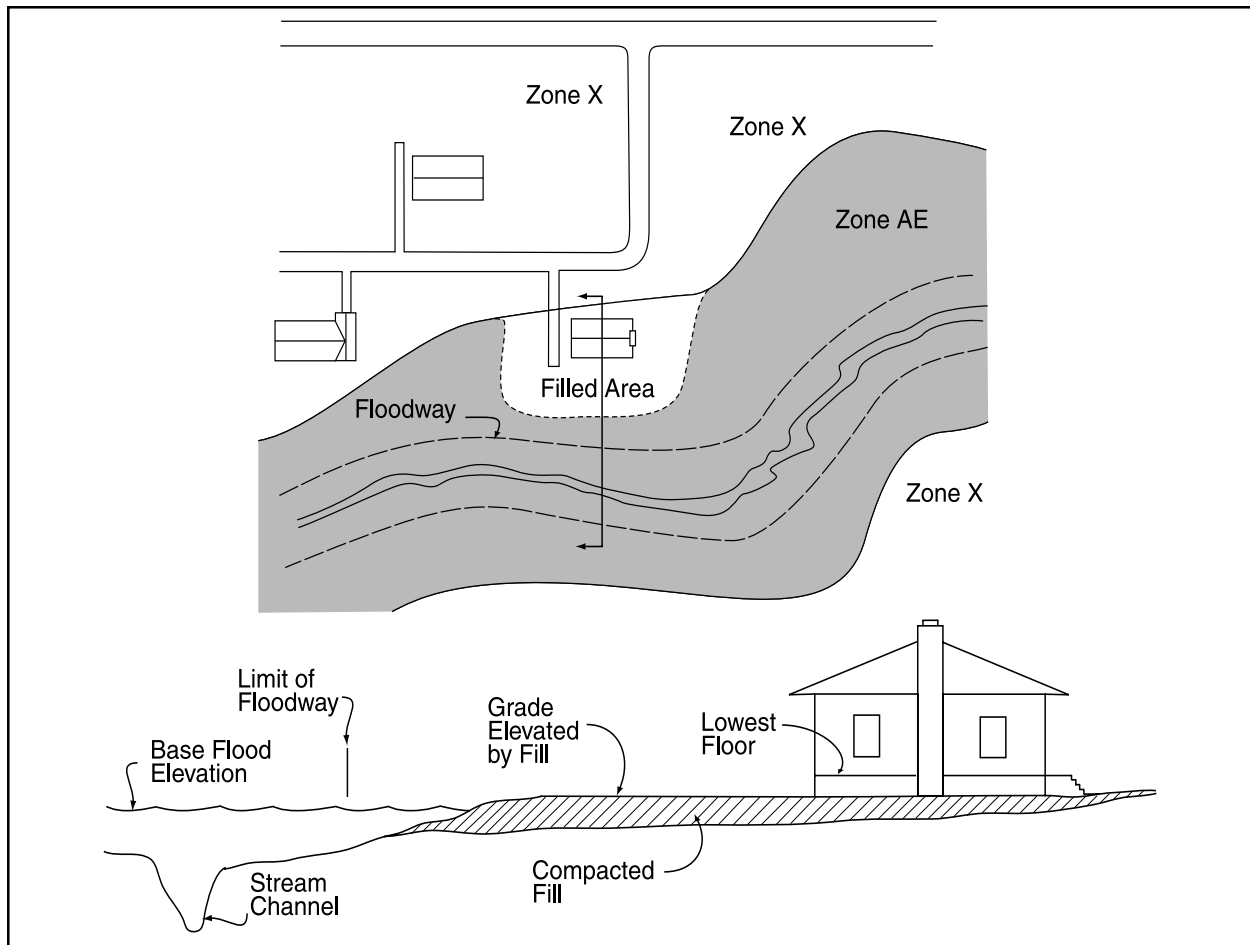 Zone X
Zone X
Zone AE
Filled Area
Floodway
Zone X
Limit of
Floodway
Base Flood
Elevation
Grade
Elevated
by Fill
Lowest
Floor
Compacted
Fill
Stream
Channel